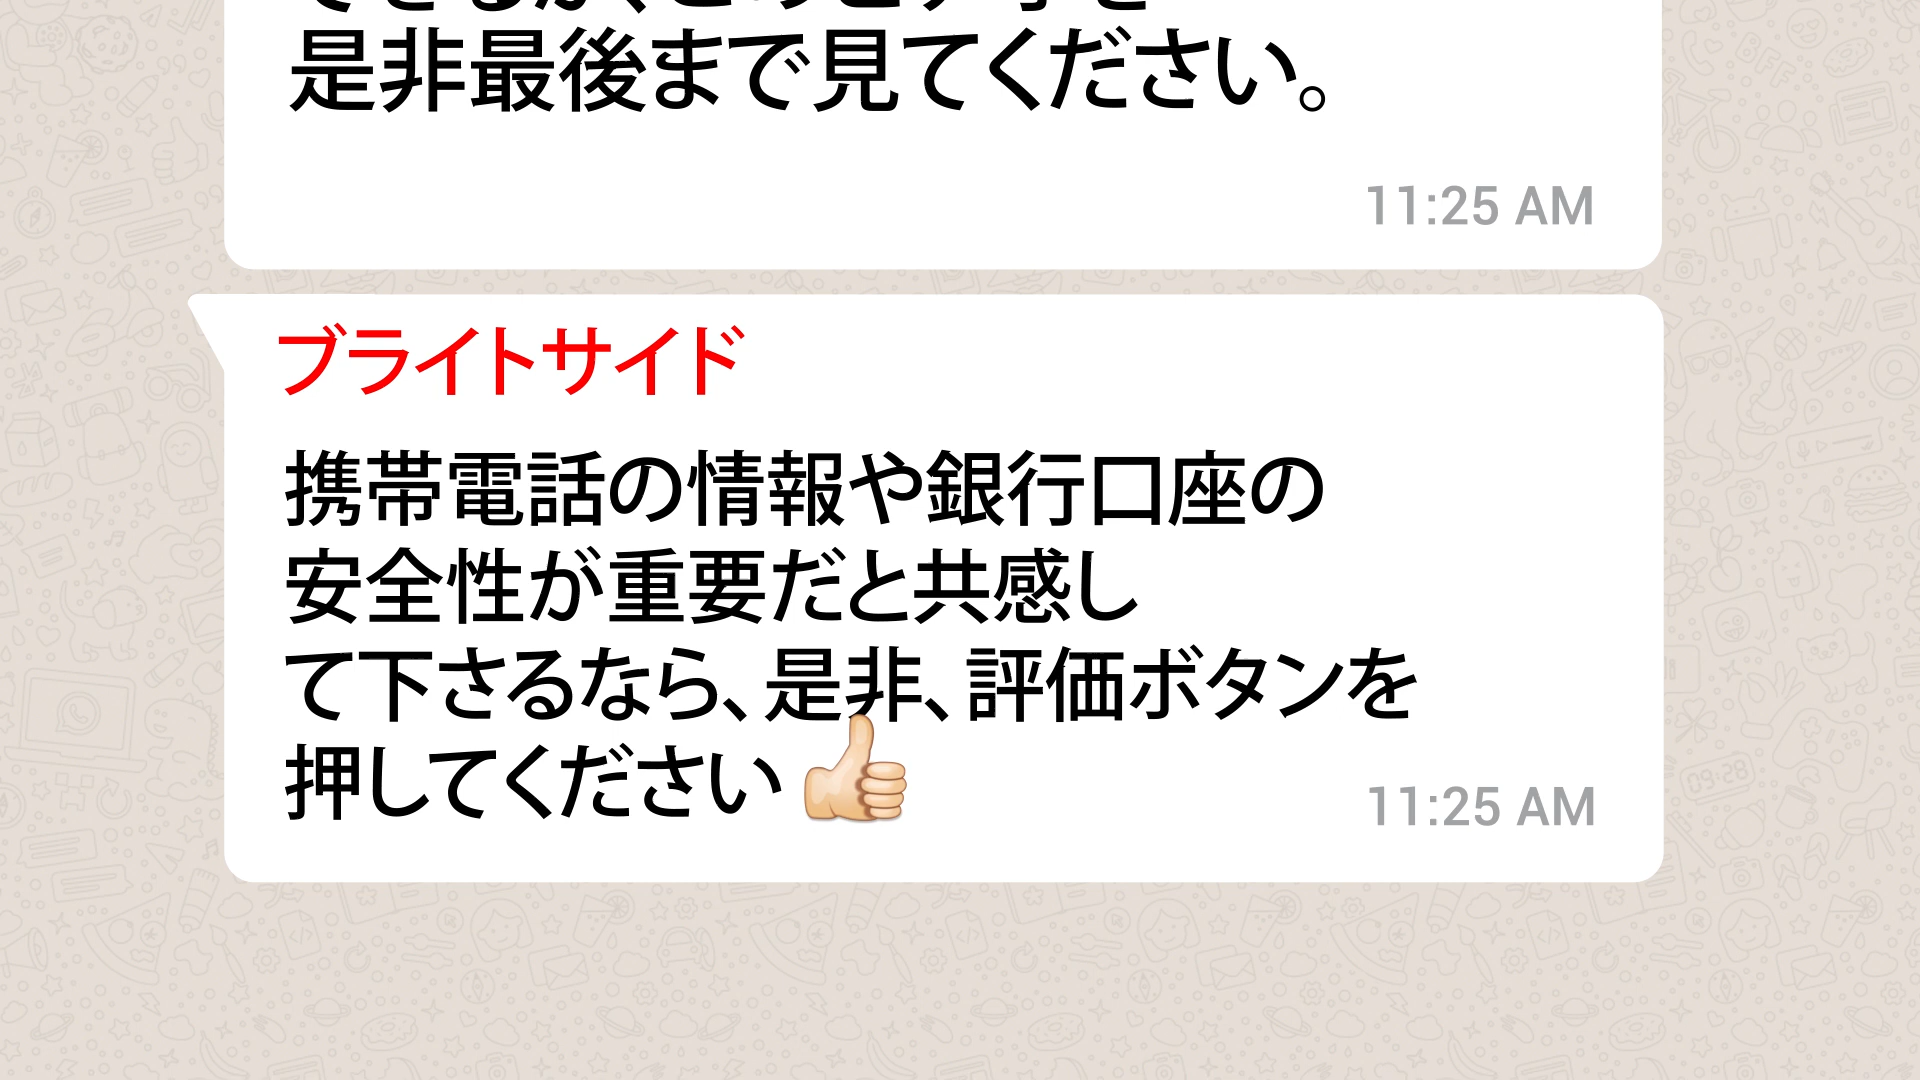 是非最後まで見てください。
11:25 AM
ブライトサイド
携帯電話の情報や銀行口座の
安全性が重要だと共感し
て下さるなら、是非、評価ボタンを
押してください👍🏻
11:25 AM